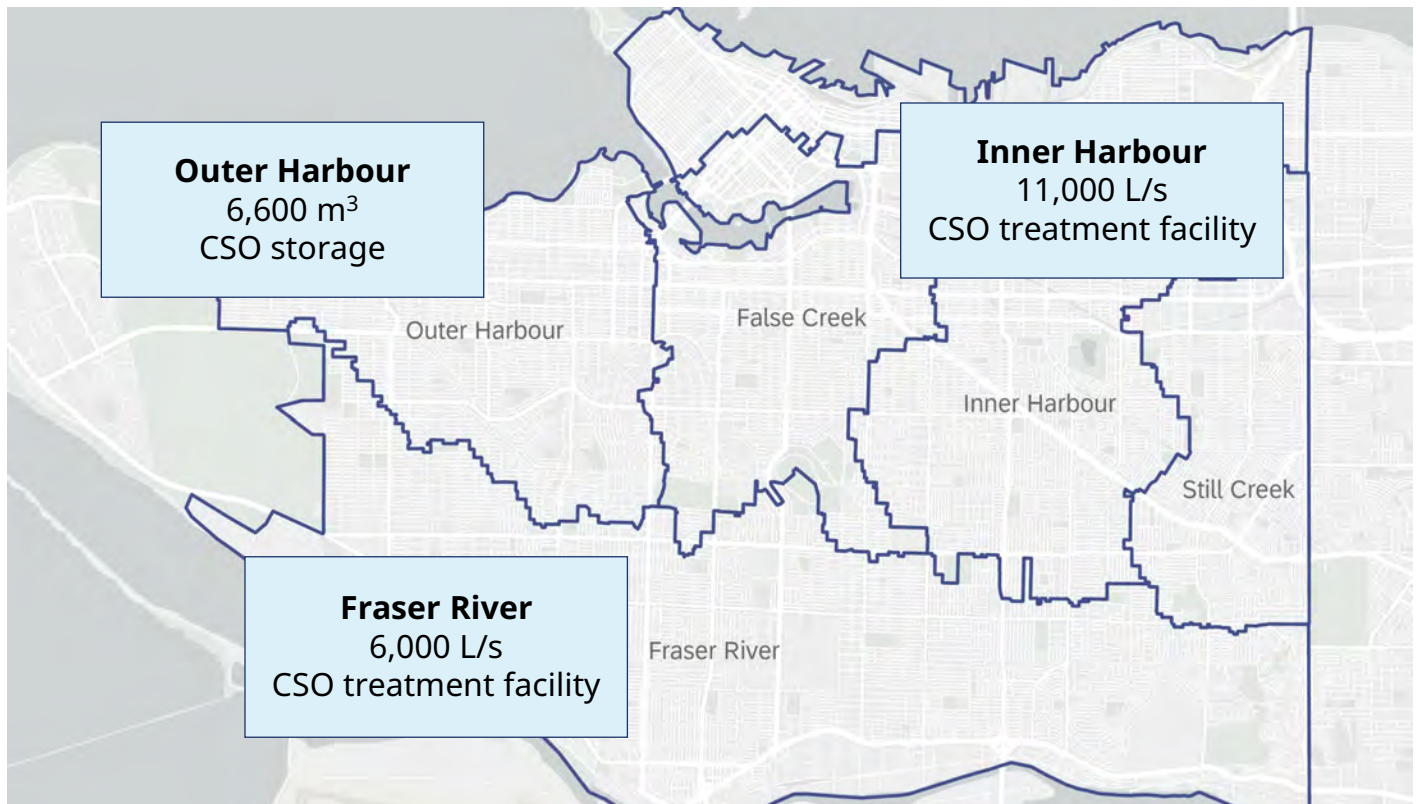 Outer Harbour
6,600 m³
CSO storage
Inner Harbour
11,000 L/s
CSO treatment facility
Outer Harbour
False Creek
Inner Harbour
Still Creek
Fraser River
6,000 L/s
CSO treatment facility
Fraser River